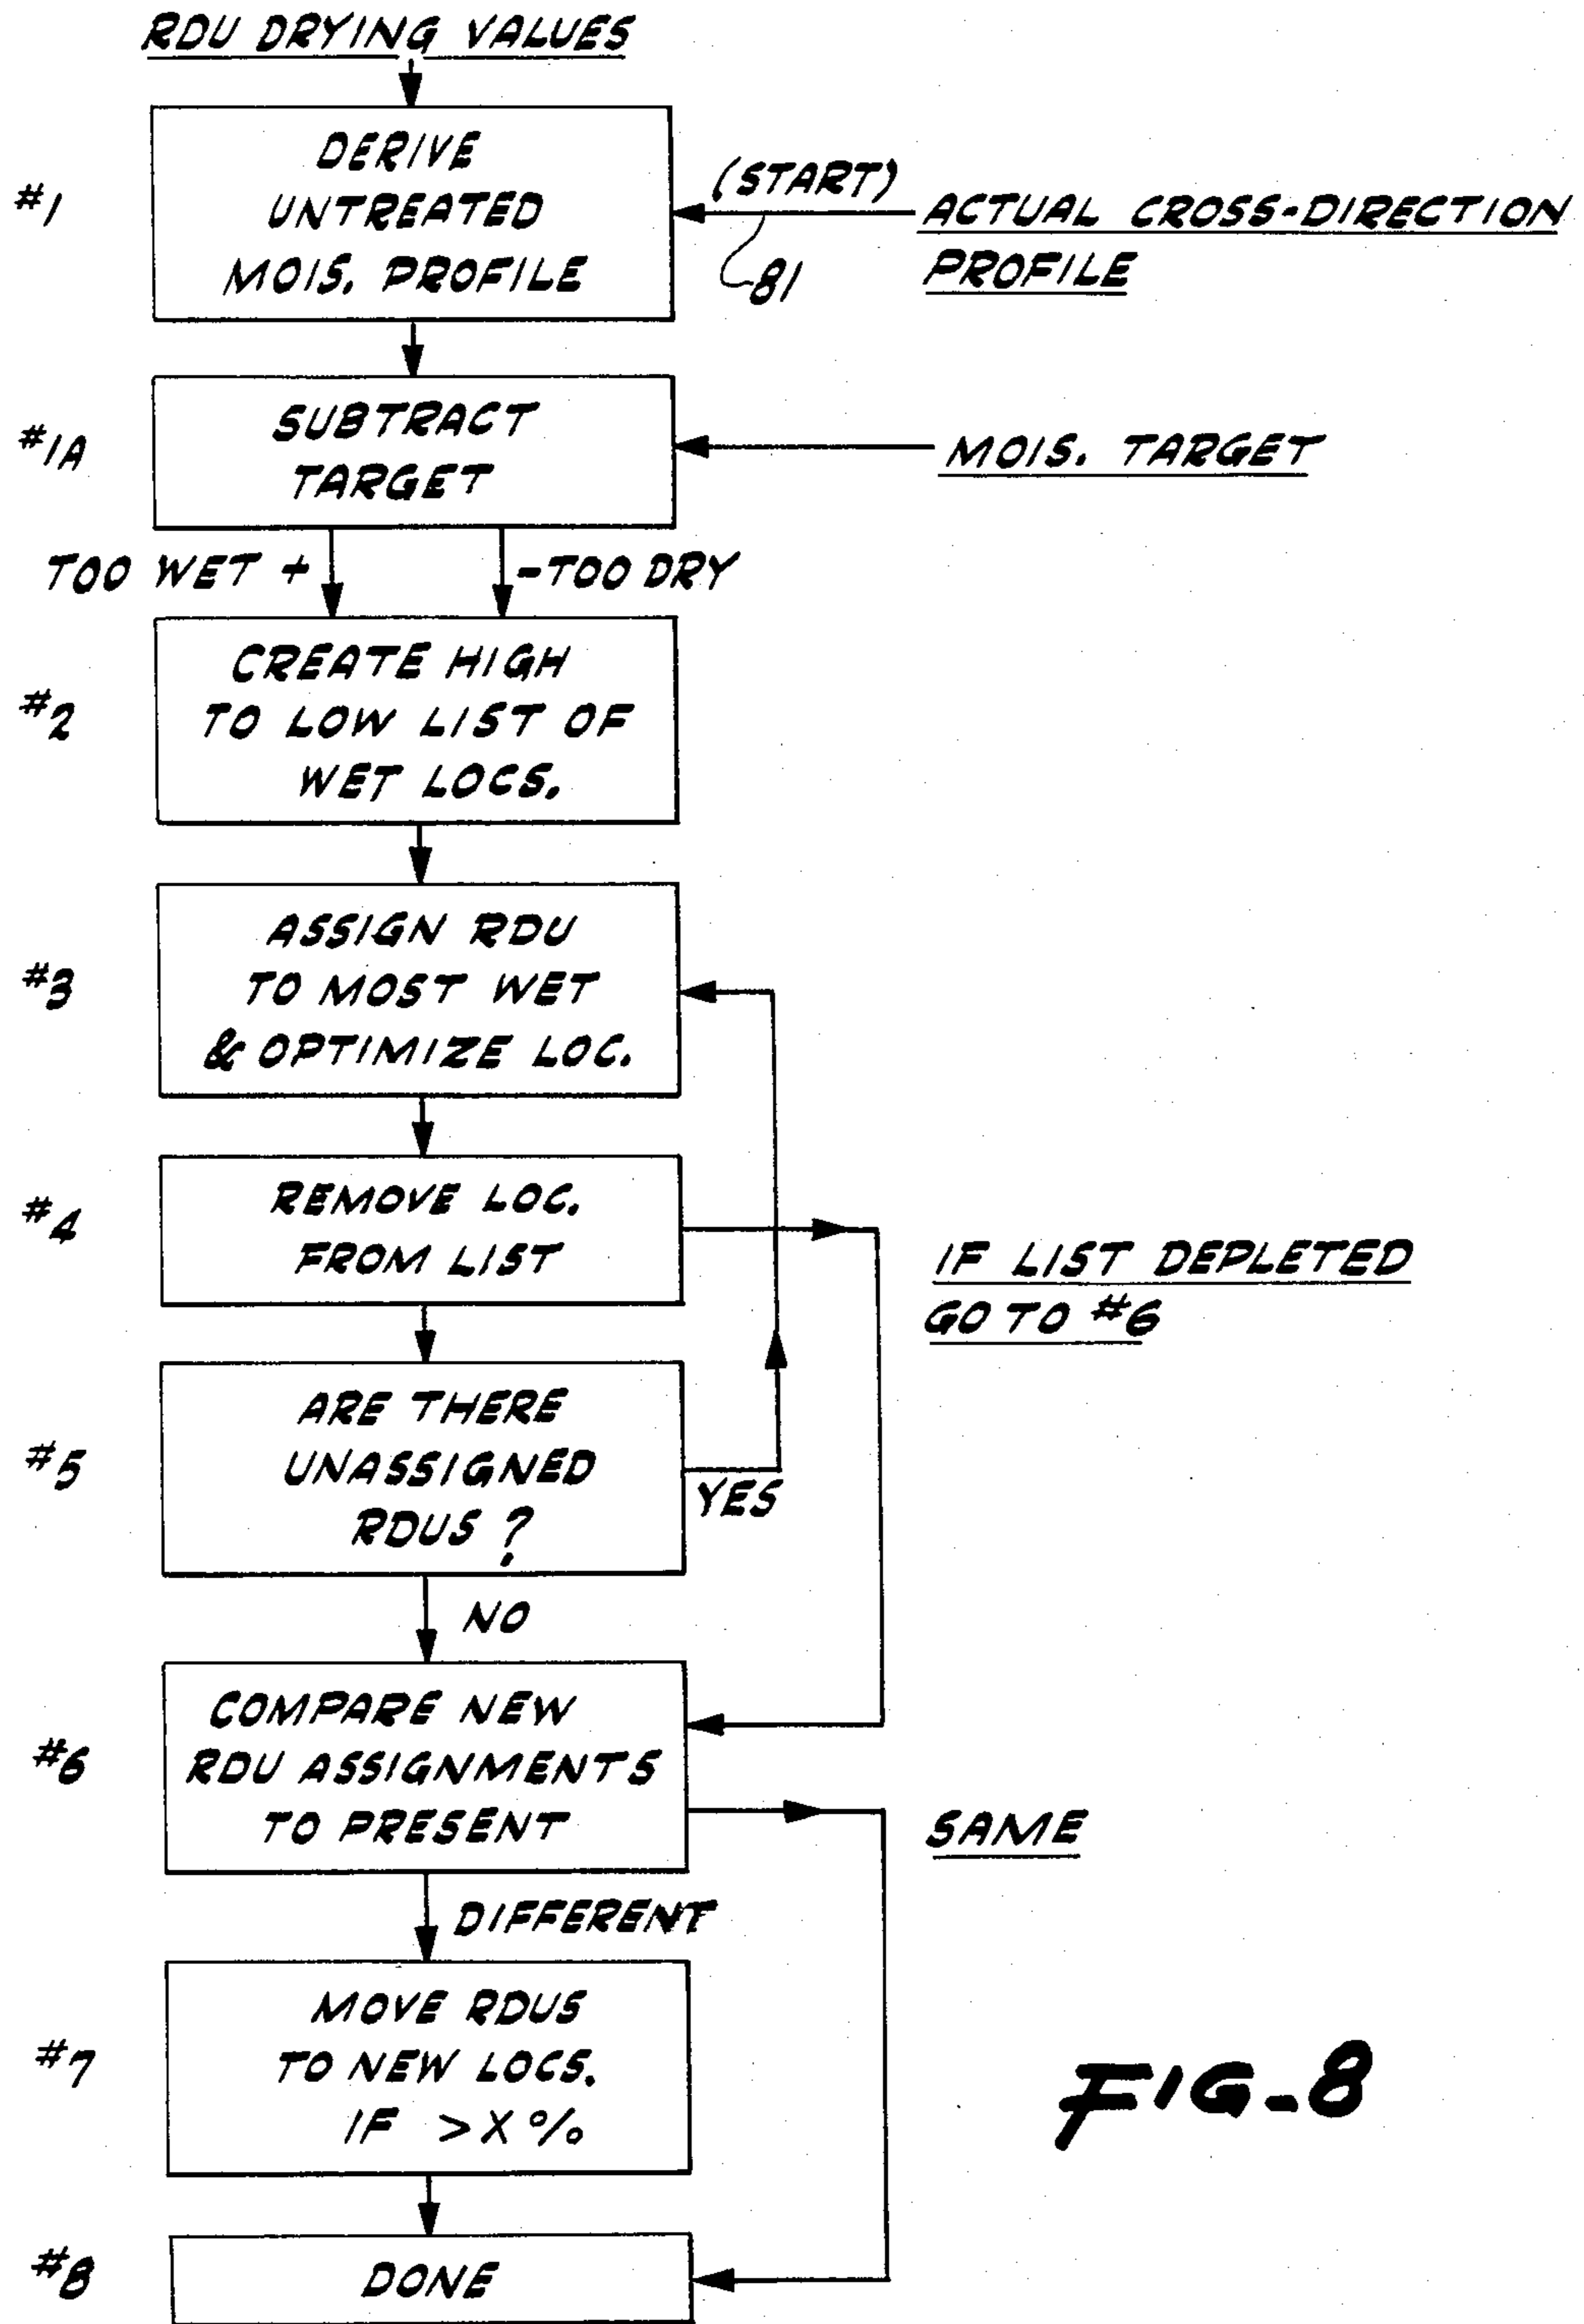 RDU DRYING VALUES
#1
DERIVE
UNTREATED
MOIS. PROFILE
(START)
81
ACTUAL CROSS-DIRECTION
PROFILE
#1A
SUBTRACT
TARGET
MOIS. TARGET
TOO WET +
-TOO DRY
#2
CREATE HIGH
TO LOW LIST OF
WET LOCS.
#3
ASSIGN RDU
TO MOST WET
& OPTIMIZE LOC.
#4
REMOVE LOC.
FROM LIST
IF LIST DEPLETED
GO TO #6
#5
ARE THERE
UNASSIGNED
RDUS ?
YES
NO
#6
COMPARE NEW
RDU ASSIGNMENTS
TO PRESENT
SAME
DIFFERENT
#7
MOVE RDUS
TO NEW LOCS.
IF >X%
#8
DONE
FIG-8